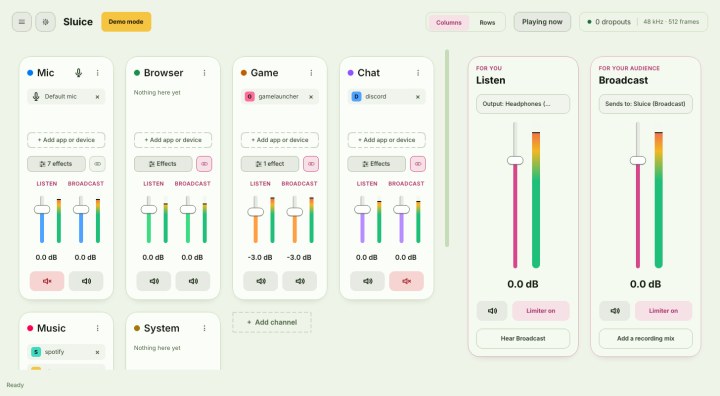 Sluice
Demo mode
Columns
Rows
Playing now
0 dropouts
48 kHz · 512 frames
Mic
Default mic
+ Add app or device
7 effects
LISTEN
BROADCAST
0.0 dB
0.0 dB
Browser
Nothing here yet
+ Add app or device
Effects
LISTEN
BROADCAST
0.0 dB
0.0 dB
Game
G
gamelauncher
+ Add app or device
1 effect
LISTEN
BROADCAST
-3.0 dB
-3.0 dB
Chat
D
discord
+ Add app or device
Effects
LISTEN
BROADCAST
0.0 dB
0.0 dB
Music
S
spotify
System
Nothing here yet
+ Add channel
FOR YOU
Listen
Output: Headphones (...
0.0 dB
Limiter on
Hear Broadcast
FOR YOUR AUDIENCE
Broadcast
Sends to: Sluice (Broadcast)
0.0 dB
Limiter on
Add a recording mix
Ready